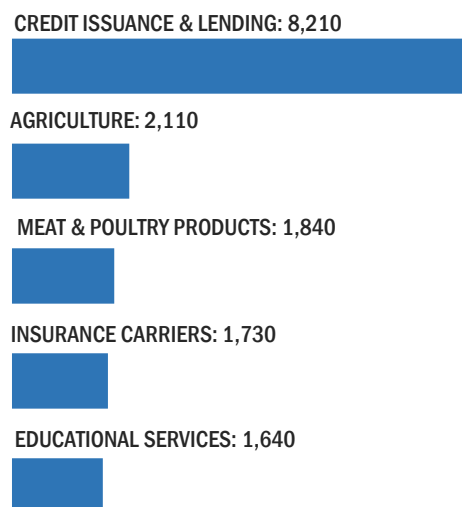 CREDIT ISSUANCE & LENDING: 8,210
AGRICULTURE: 2,110
MEAT & POULTRY PRODUCTS: 1,840
INSURANCE CARRIERS: 1,730
EDUCATIONAL SERVICES: 1,640